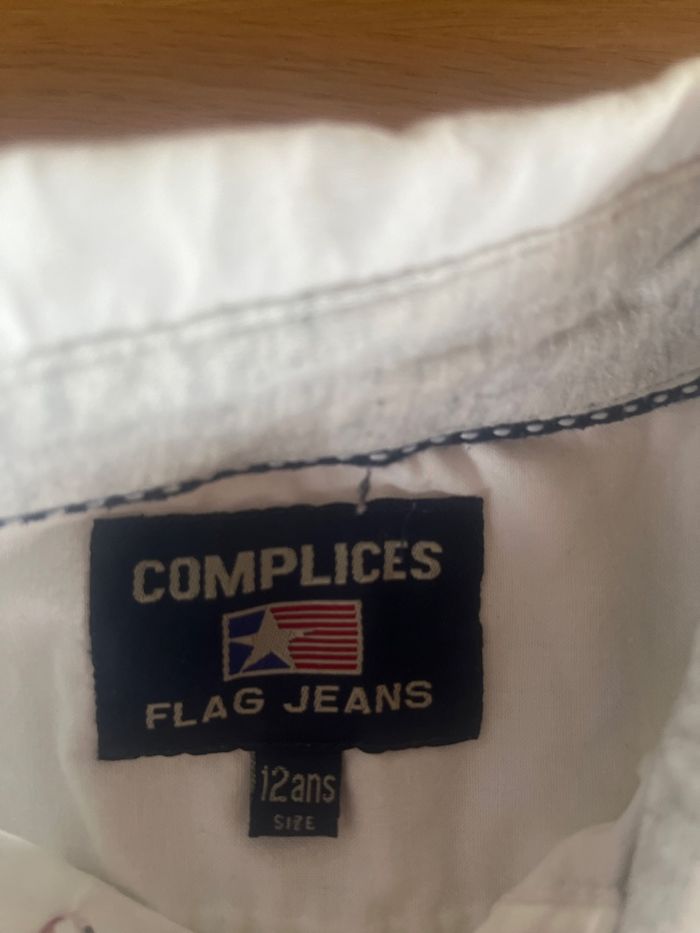 COMPLICES
FLAG JEANS
12ans
SIZE